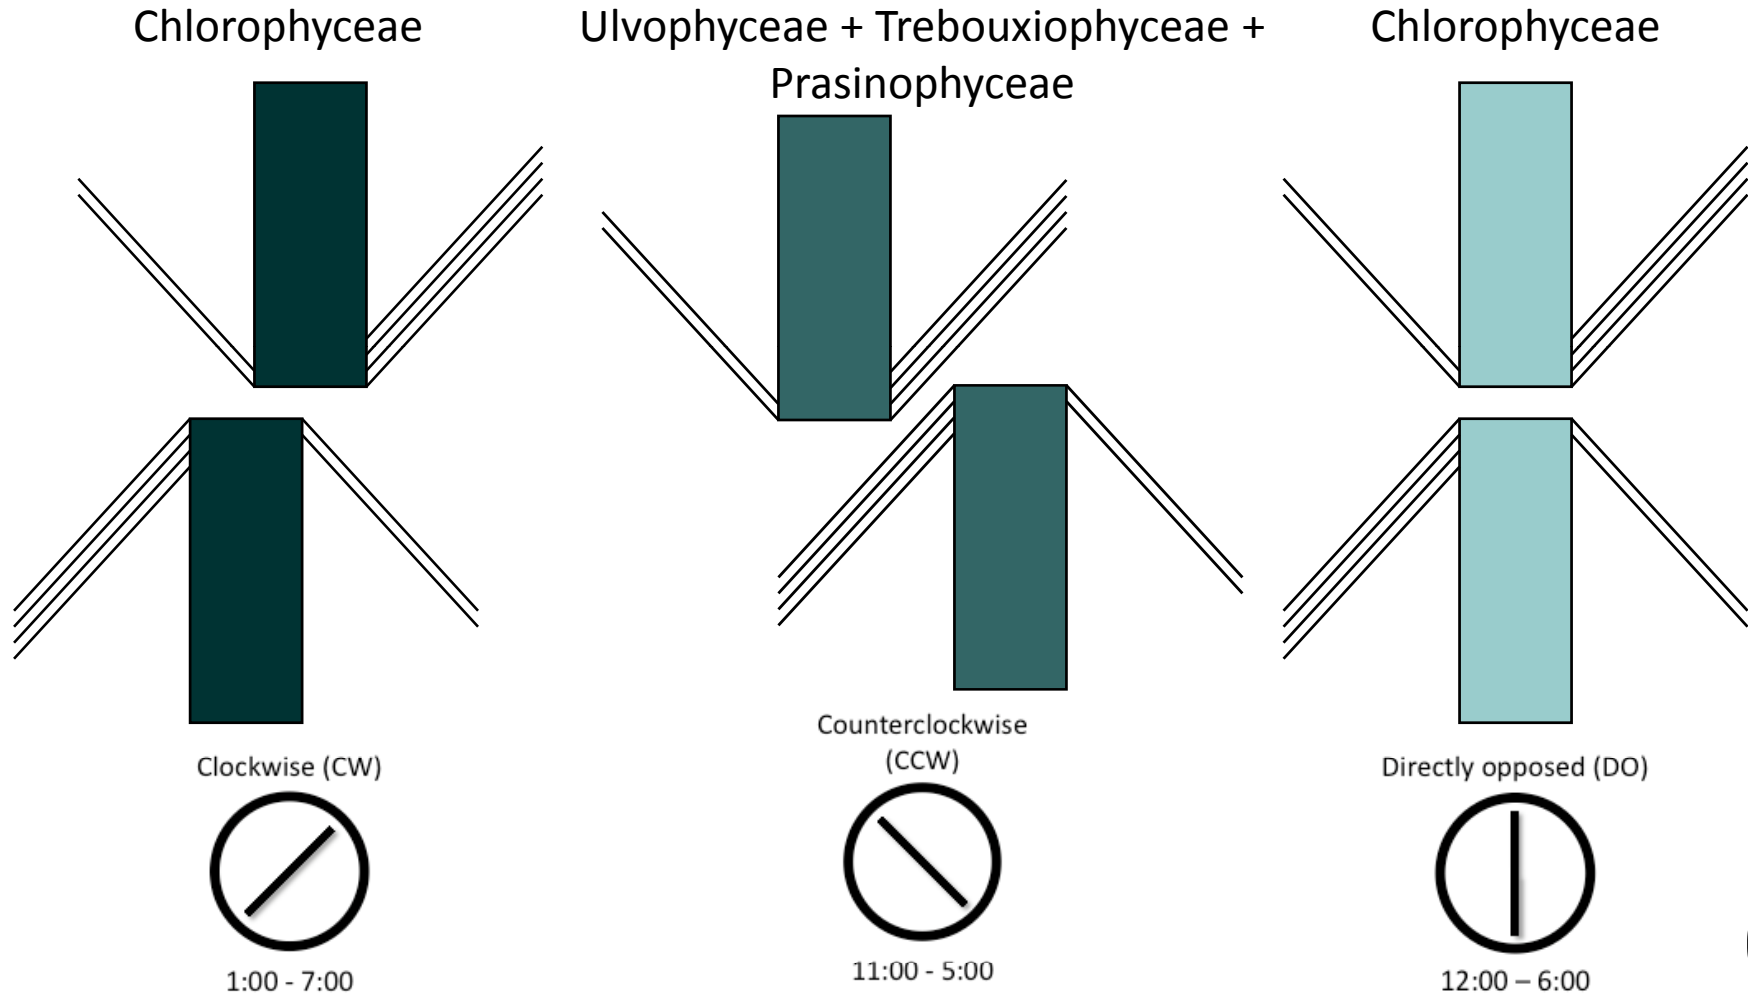 Chlorophyceae
Ulvophyceae + Trebouxiophyceae +
Prasinophyceae
Chlorophyceae
Clockwise (CW)
1:00 - 7:00
Counterclockwise
(CCW)
11:00 - 5:00
Directly opposed (DO)
12:00 – 6:00